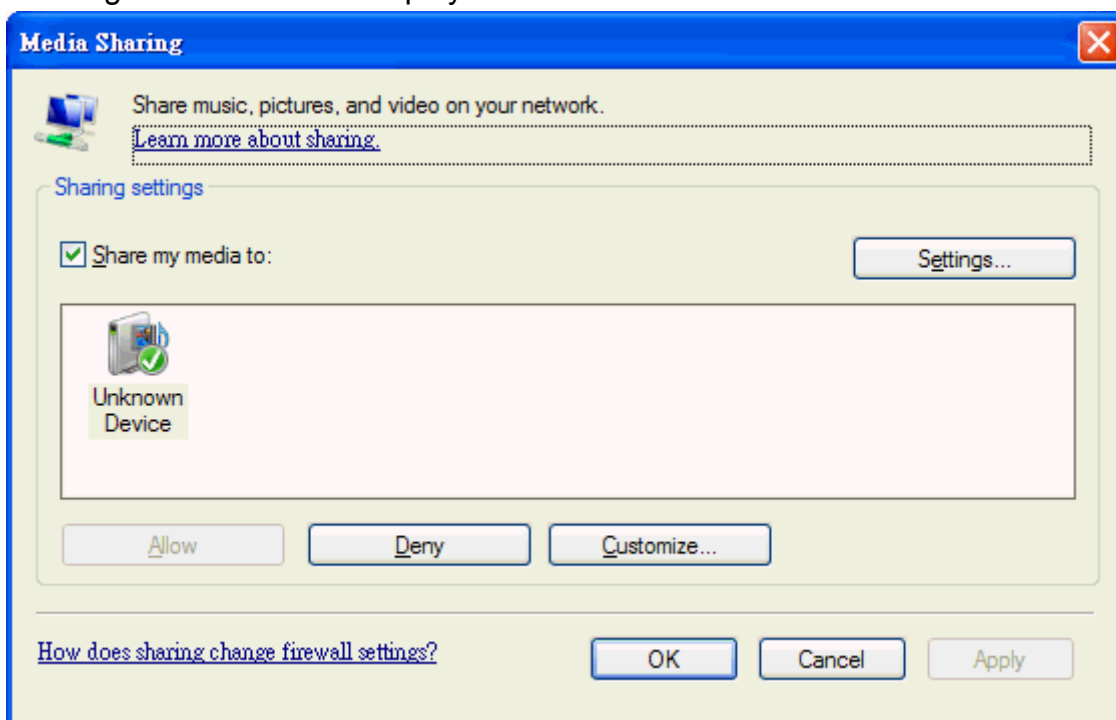 Media Sharing
Share music, pictures, and video on your network.
Learn more about sharing.
Sharing settings
Share my media to:
Settings...
Unknown
Device
Allow
Deny
Customize...
How does sharing change firewall settings?
OK
Cancel
Apply